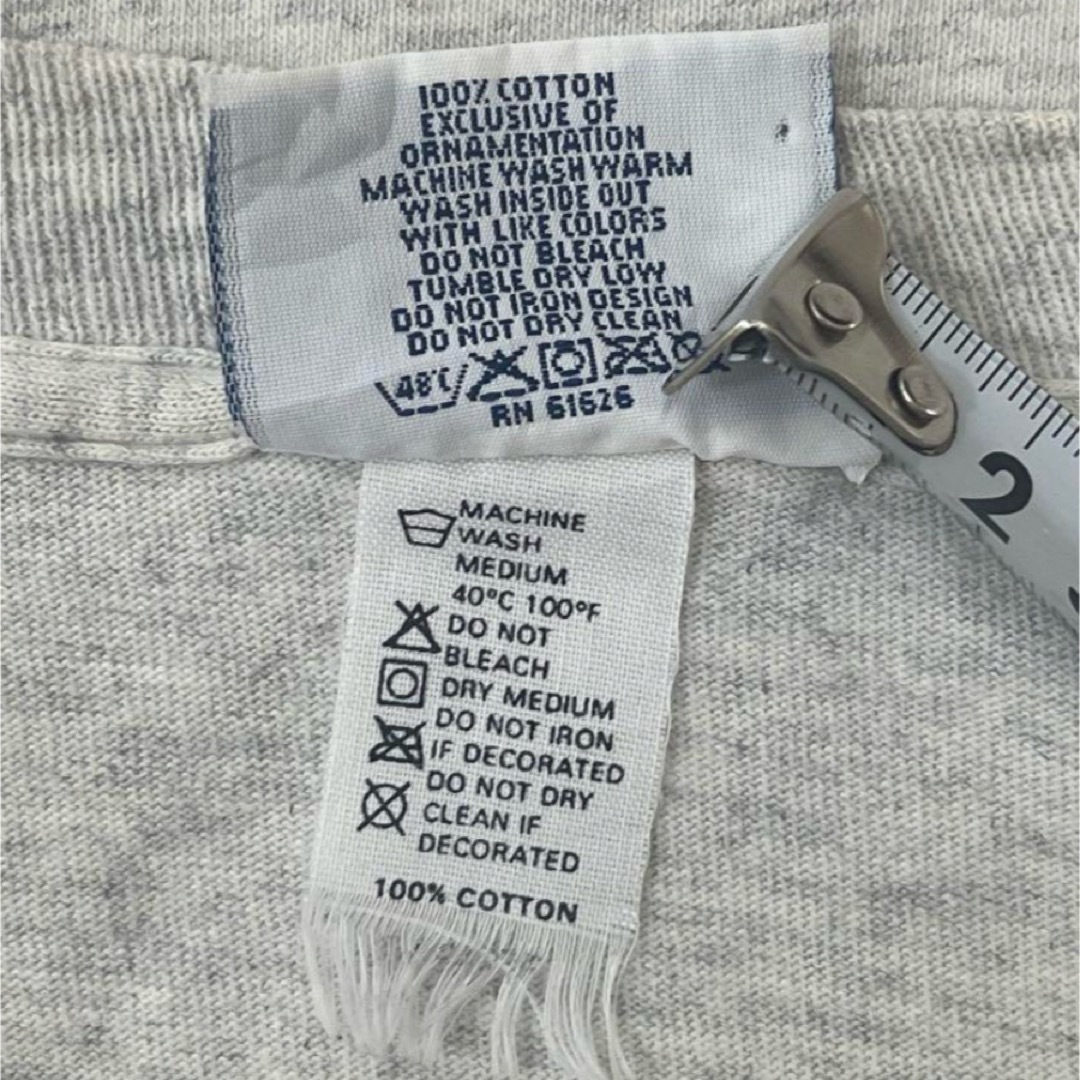 100% COTTON
EXCLUSIVE OF
ORNAMENTATION
MACHINE WASH WARM
WASH INSIDE OUT
WITH LIKE COLORS
DO NOT BLEACH
TUMBLE DRY LOW
DO NOT IRON DESIGN
DO NOT DRY CLEAN
48°C
RN 61626
MACHINE
WASH
MEDIUM
40°C 100°F
DO NOT
BLEACH
DRY MEDIUM
DO NOT IRON
IF DECORATED
DO NOT DRY
CLEAN IF
DECORATED
100% COTTON
2